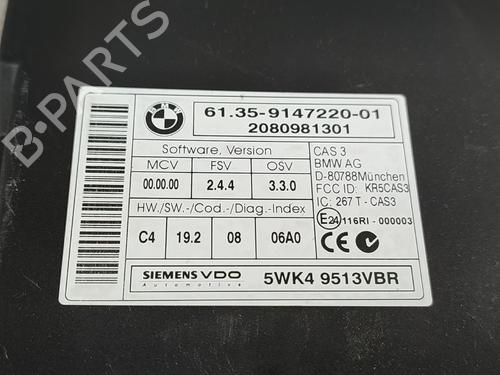 BMW
61.35-9147220-01
2080981301
Software, Version
MCV FSV OSV
00.00.00 2.4.4 3.3.0
HW./SW.-/Cod.-/Diag.-Index
C4 19.2 08 06A0
CAS 3
BMW AG
D-80788München
FCC ID: KR5CAS3
IC: 267 T - CAS3
E24 116RI - 000003
CE
SIEMENS VDO
Automotive
5WK4 9513VBR
B-PARTS